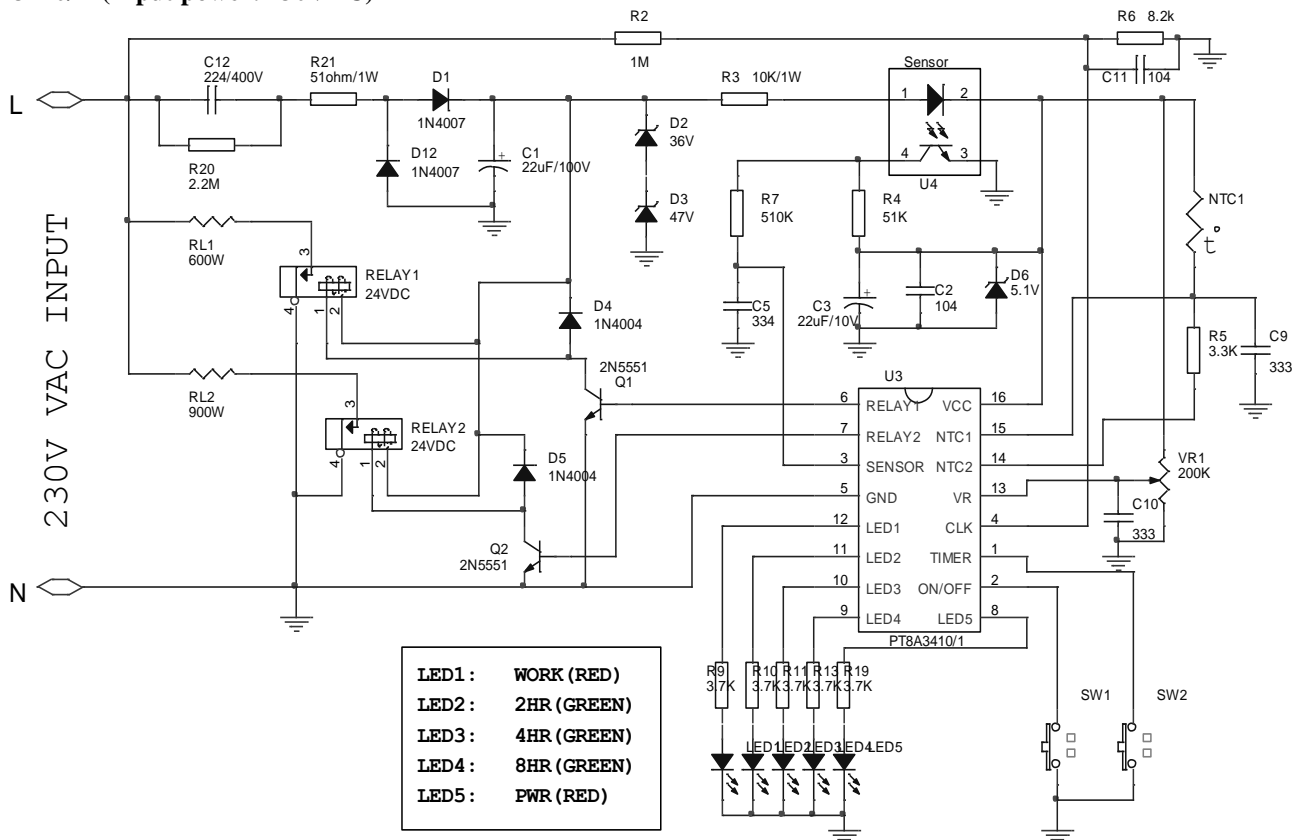 R2
1M
R6 8.2k
C11 104
C12
224/400V
R21
51ohm/1W
D1
1N4007
R3 10K/1W
Sensor
1 2
4 3
U4
L
R20
2.2M
D12
1N4007
C1
22uF/100V
D2
36V
D3
47V
R7
510K
R4
51K
NTC1
t°
230V VAC INPUT
RL1
600W
3
RELAY1
24VDC
4 1 2
D4
1N4004
C5
334
C3
22uF/10V
C2
104
D6
5.1V
R5
3.3K
C9
333
RL2
900W
3
RELAY2
24VDC
4 1 2
2N5551
Q1
D5
1N4004
Q2
2N5551
U3
6 RELAY1 VCC 16
7 RELAY2 NTC1 15
3 SENSOR NTC2 14
5 GND VR 13
12 LED1 CLK 4
11 LED2 TIMER 1
10 LED3 ON/OFF 2
9 LED4 LED5 8
PT8A3410/1
VR1
200K
C10
333
N
LED1: WORK(RED)
LED2: 2HR(GREEN)
LED3: 4HR(GREEN)
LED4: 8HR(GREEN)
LED5: PWR(RED)
R9 R10 R11 R13 R19
3.7K 3.7K 3.7K 3.7K 3.7K
LED1 LED2 LED3 LED4 LED5
SW1 SW2